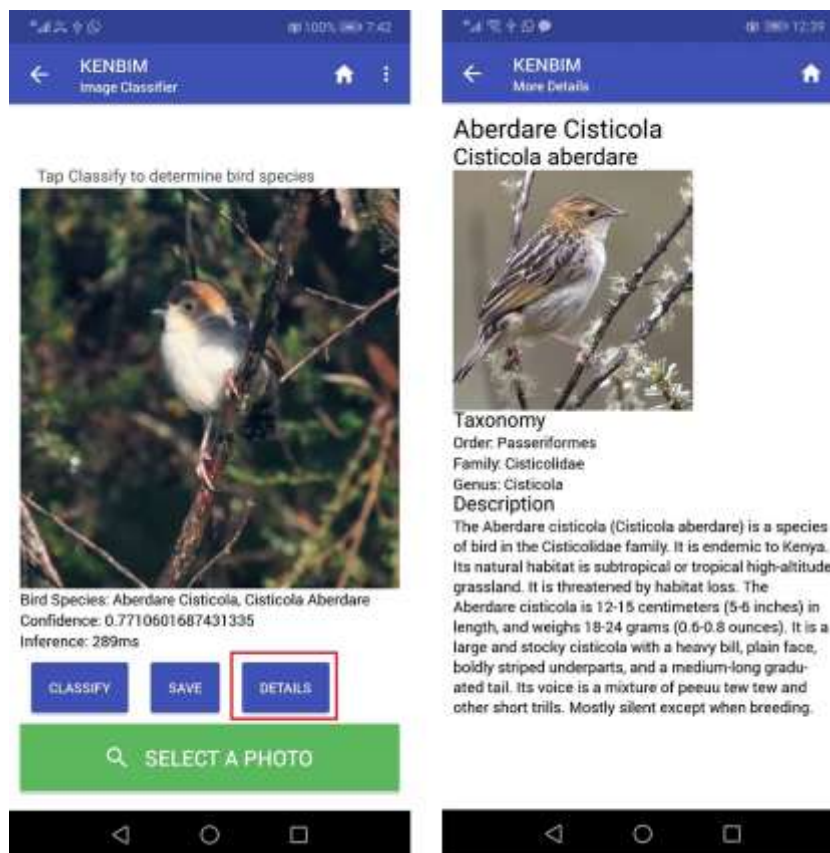 100% 7:42
KENBIM
Image Classifier
Tap Classify to determine bird species
Bird Species: Aberdare Cisticola, Cisticola Aberdare
Confidence: 0.7710601687431335
Inference: 289ms
CLASSIFY
SAVE
DETAILS
SELECT A PHOTO
12:39
KENBIM
More Details
Aberdare Cisticola
Cisticola aberdare
Taxonomy
Order: Passeriformes
Family: Cisticolidae
Genus: Cisticola
Description
The Aberdare cisticola (Cisticola aberdare) is a species
of bird in the Cisticolidae family. It is endemic to Kenya.
Its natural habitat is subtropical or tropical high-altitude
grassland. It is threatened by habitat loss. The
Aberdare cisticola is 12-15 centimeters (5-6 inches) in
length, and weighs 18-24 grams (0.6-0.8 ounces). It is a
large and stocky cisticola with a heavy bill, plain face,
boldly striped underparts, and a medium-long gradu-
ated tail. Its voice is a mixture of peeuu tew tew and
other short trills. Mostly silent except when breeding.